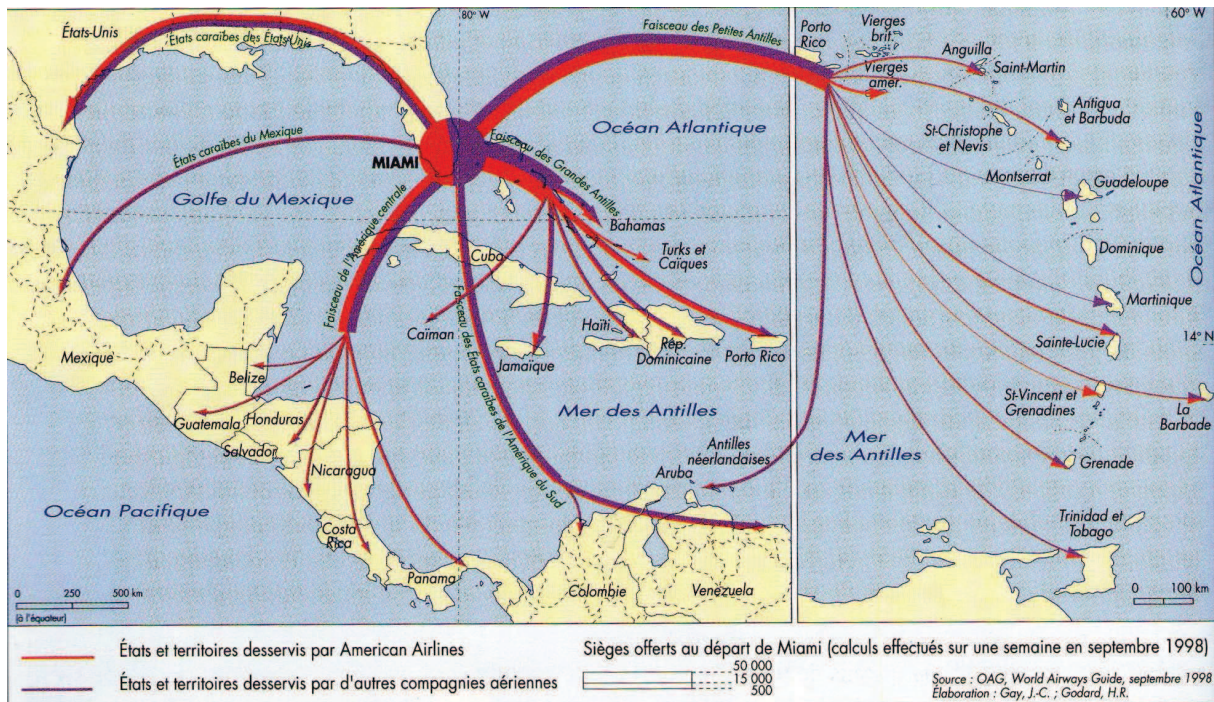 80° W
60° W
États-Unis
États caraïbes des États-Unis
Faisceau des Petites Antilles
Porto
Rico
Vierges
brit.
Vierges
amér.
Anguilla
Saint-Martin
Antigua
et Barbuda
St-Christophe
et Nevis
Montserrat
Guadeloupe
Océan Atlantique
Dominique
Martinique
Sainte-Lucie
14° N
St-Vincent et
Grenadines
La
Barbade
Grenade
Mer
des Antilles
Trinidad et
Tobago
0 100 km
États caraïbes du Mexique
MIAMI
Océan Atlantique
Faisceau des Grandes Antilles
Golfe du Mexique
Faisceau de l'Amérique centrale
Bahamas
Cuba
Turks et
Caïques
Faisceau des États caraïbes de l'Amérique du Sud
Caïman
Haïti
Jamaïque
Rép.
Dominicaine
Porto Rico
Mexique
Belize
Guatemala
Honduras
Salvador
Nicaragua
Mer des Antilles
Antilles
néerlandaises
Aruba
Océan Pacifique
Costa
Rica
Panama
Colombie
Venezuela
0 250 500 km
(à l'équateur)
États et territoires desservis par American Airlines
États et territoires desservis par d'autres compagnies aériennes
Sièges offerts au départ de Miami (calculs effectués sur une semaine en septembre 1998)
50 000
15 000
500
Source : OAG, World Airways Guide, septembre 1998
Élaboration : Gay, J.-C. ; Godard, H.R.